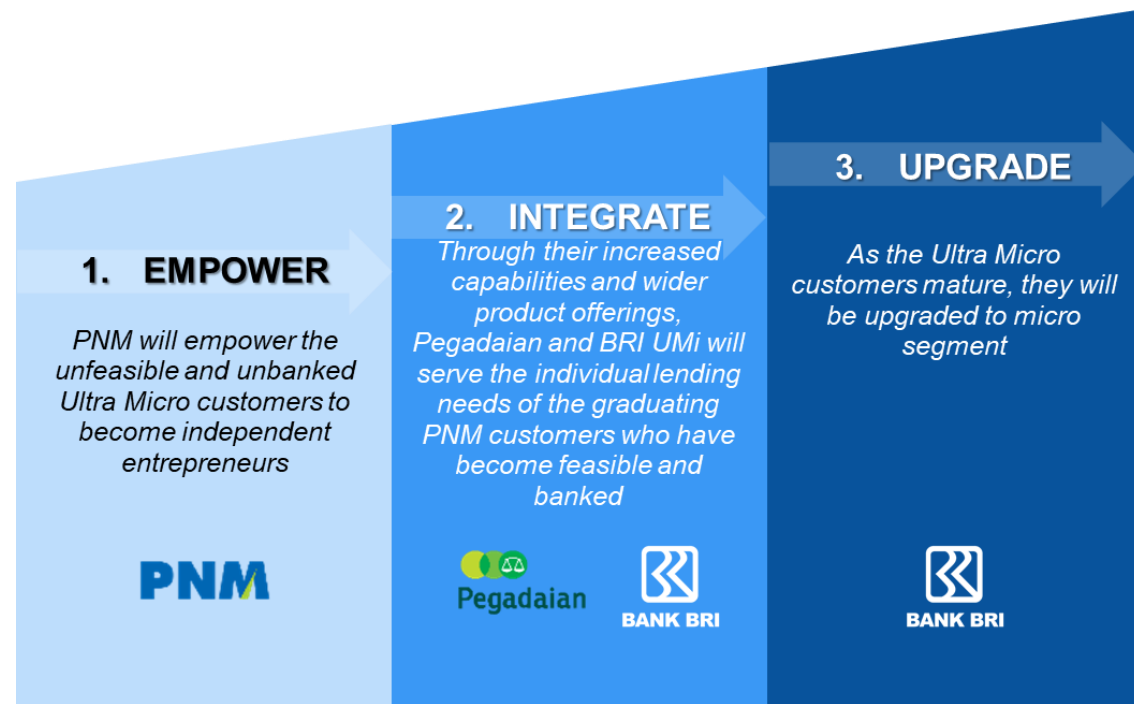 1. EMPOWER
PNM will empower the
unfeasible and unbanked
Ultra Micro customers to
become independent
entrepreneurs
PNM
2. INTEGRATE
Through their increased
capabilities and wider
product offerings,
Pegadaian and BRI UMi will
serve the individual lending
needs of the graduating
PNM customers who have
become feasible and
banked
Pegadaian
BANK BRI
3. UPGRADE
As the Ultra Micro
customers mature, they will
be upgraded to micro
segment
BANK BRI